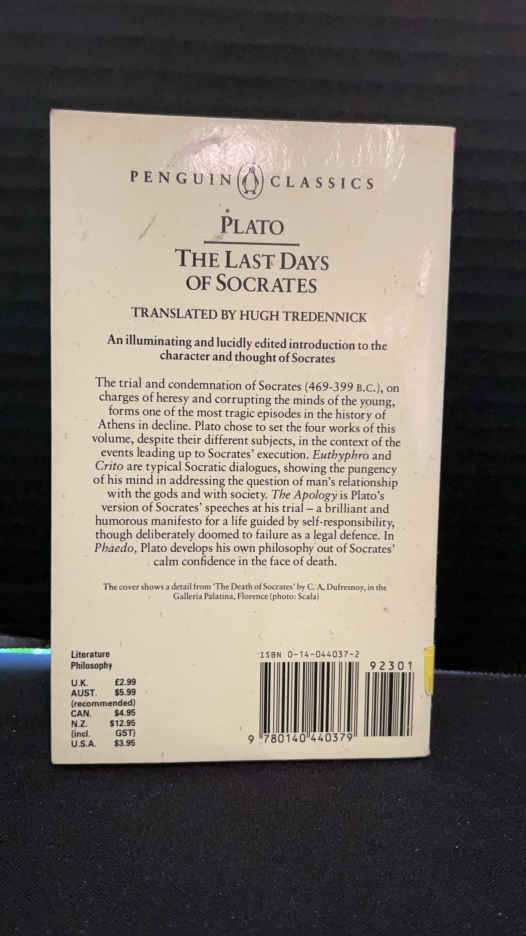 PENGUIN CLASSICS
PLATO
THE LAST DAYS
OF SOCRATES
TRANSLATED BY HUGH TREDENNICK
An illuminating and lucidly edited introduction to the
character and thought of Socrates
The trial and condemnation of Socrates (469-399 B.C.), on
charges of heresy and corrupting the minds of the young,
forms one of the most tragic episodes in the history of
Athens in decline. Plato chose to set the four works of this
volume, despite their different subjects, in the context of the
events leading up to Socrates' execution. Euthyphro and
Crito are typical Socratic dialogues, showing the pungency
of his mind in addressing the question of man's relationship
with the gods and with society. The Apology is Plato's
version of Socrates' speeches at his trial – a brilliant and
humorous manifesto for a life guided by self-responsibility,
though deliberately doomed to failure as a legal defence. In
Phaedo, Plato develops his own philosophy out of Socrates'
calm confidence in the face of death.
The cover shows a detail from 'The Death of Socrates' by C. A. Dufresnoy, in the
Galleria Palatina, Florence (photo: Scala)
Literature
Philosophy
U.K. £2.99
AUST. $5.99
(recommended)
CAN. $4.95
N.Z. $12.95
(incl. GST)
U.S.A. $3.95
ISBN 0-14-044037-2
92301
9 780140 440379